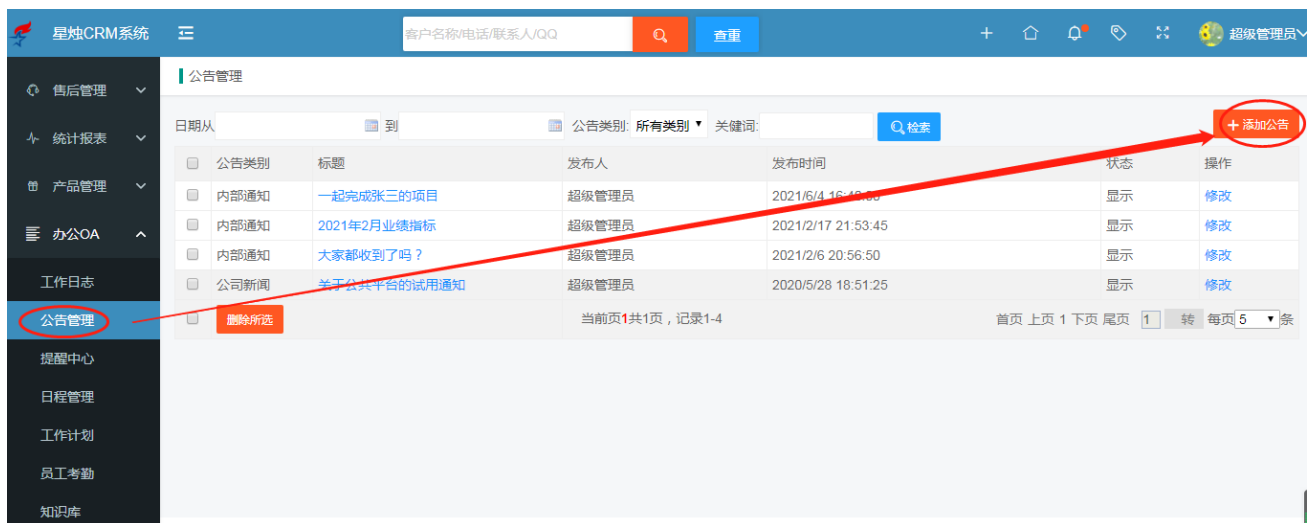 星烛CRM系统
客户名称/电话/联系人/QQ
查重
超级管理员
售后管理
统计报表
产品管理
办公OA
工作日志
公告管理
提醒中心
日程管理
工作计划
员工考勤
知识库
公告管理
日期从 到 公告类别: 所有类别 关健词: 检索 添加公告
公告类别 标题 发布人 发布时间 状态 操作
内部通知 一起完成张三的项目 超级管理员 2021/6/4 显示 修改
内部通知 2021年2月业绩指标 超级管理员 2021/2/17 21:53:45 显示 修改
内部通知 大家都收到了吗？ 超级管理员 2021/2/6 20:56:50 显示 修改
公司新闻 关于公共平台的试用通知 超级管理员 2020/5/28 18:51:25 显示 修改
删除所选 当前页1共1页，记录1-4 首页 上页 1 下页 尾页 1 转 每页 5 条